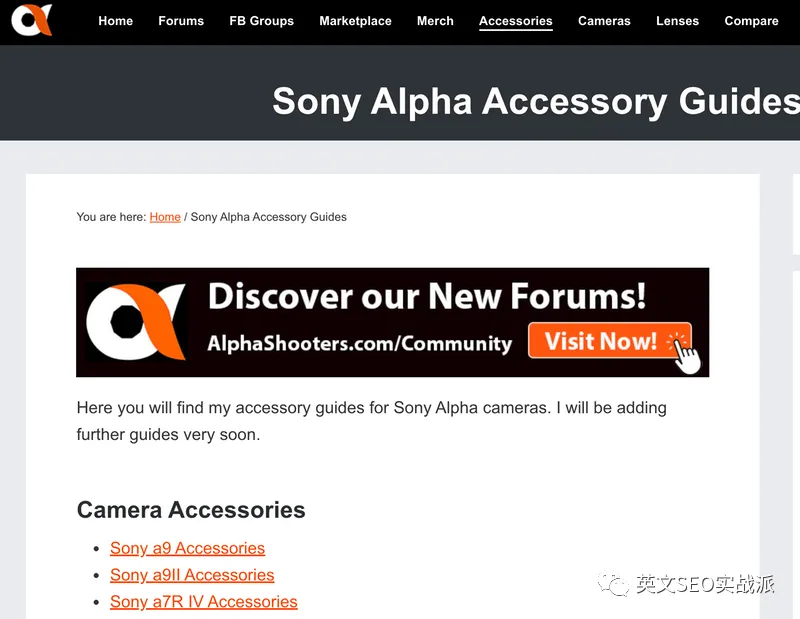 Home Forums FB Groups Marketplace Merch Accessories Cameras Lenses Compare
Sony Alpha Accessory Guides
You are here: Home / Sony Alpha Accessory Guides
Discover our New Forums!
AlphaShooters.com/Community Visit Now!
Here you will find my accessory guides for Sony Alpha cameras. I will be adding
further guides very soon.
Camera Accessories
• Sony a9 Accessories
• Sony a9II Accessories
• Sony a7R IV Accessories
英文SEO实战派